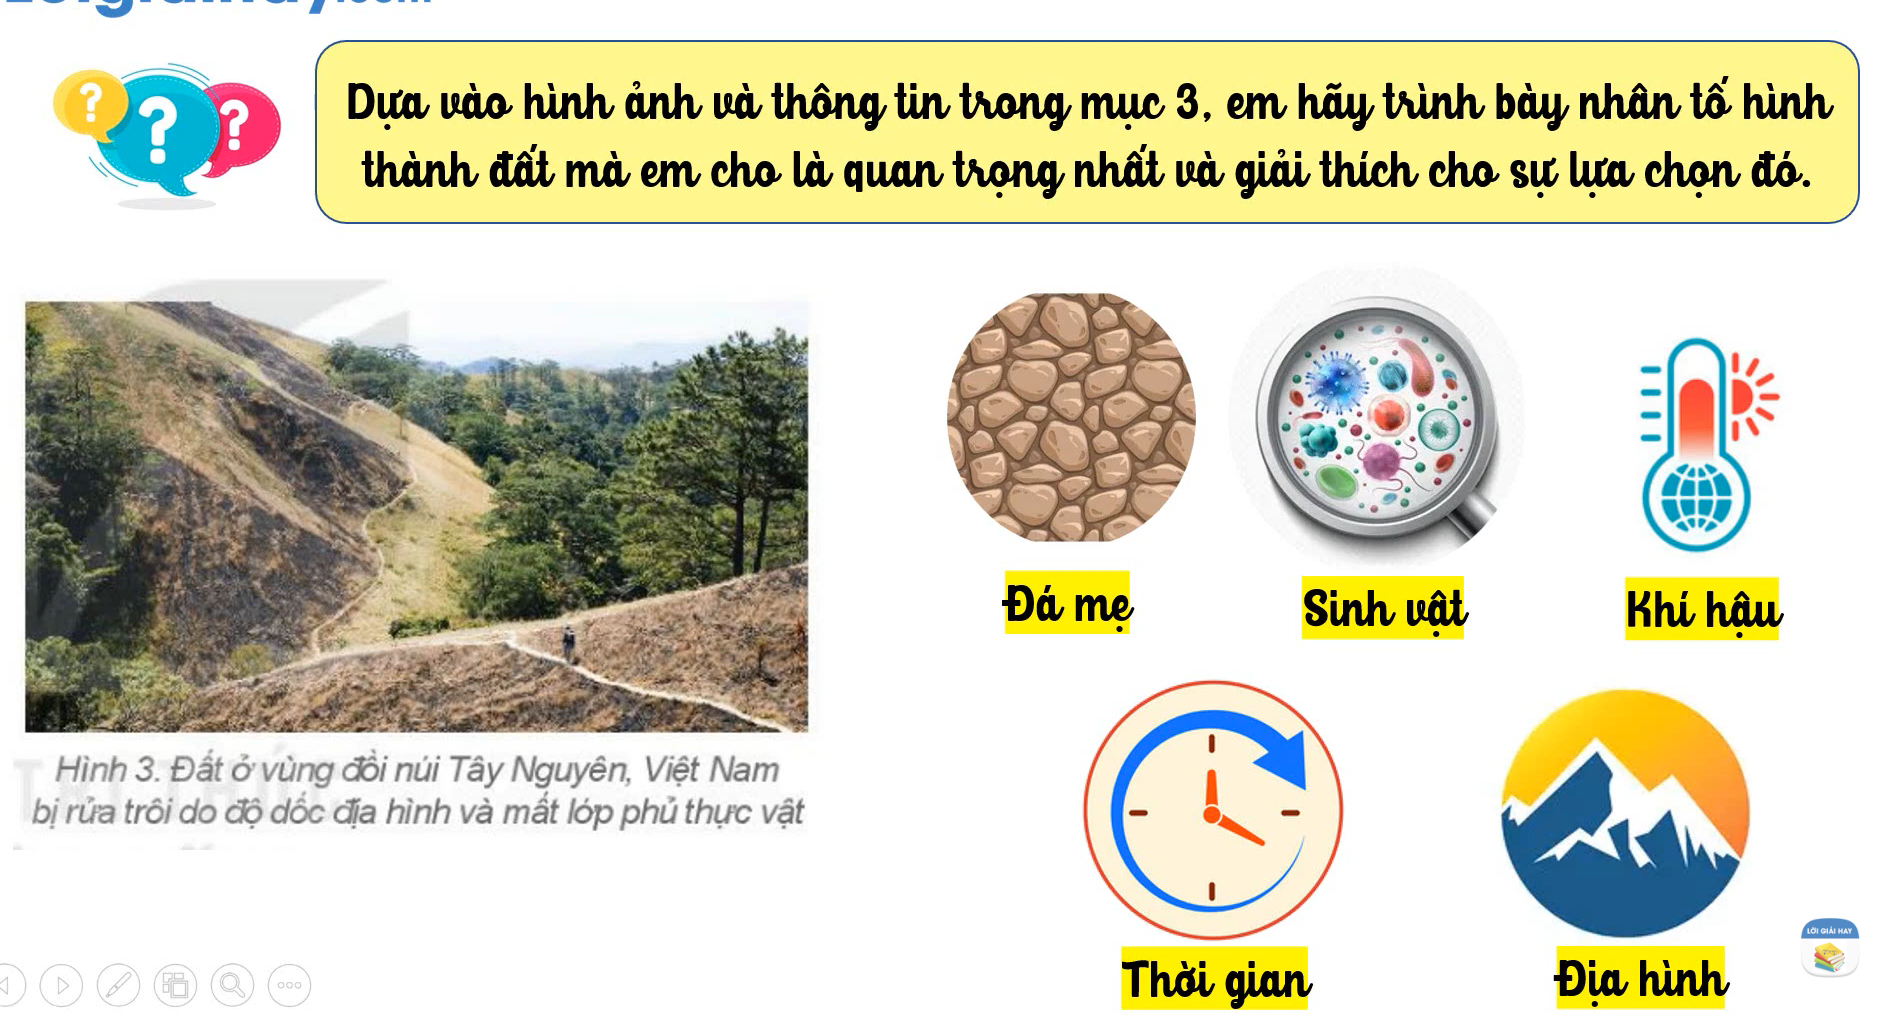 Dựa vào hình ảnh và thông tin trong mục 3, em hãy trình bày nhân tố hình
thành đất mà em cho là quan trọng nhất và giải thích cho sự lựa chọn đó.
Hình 3. Đất ở vùng đồi núi Tây Nguyên, Việt Nam
bị rửa trôi do độ dốc địa hình và mất lớp phủ thực vật
Đá mẹ
Sinh vật
Khí hậu
Thời gian
Địa hình
LỜI GIẢI HAY